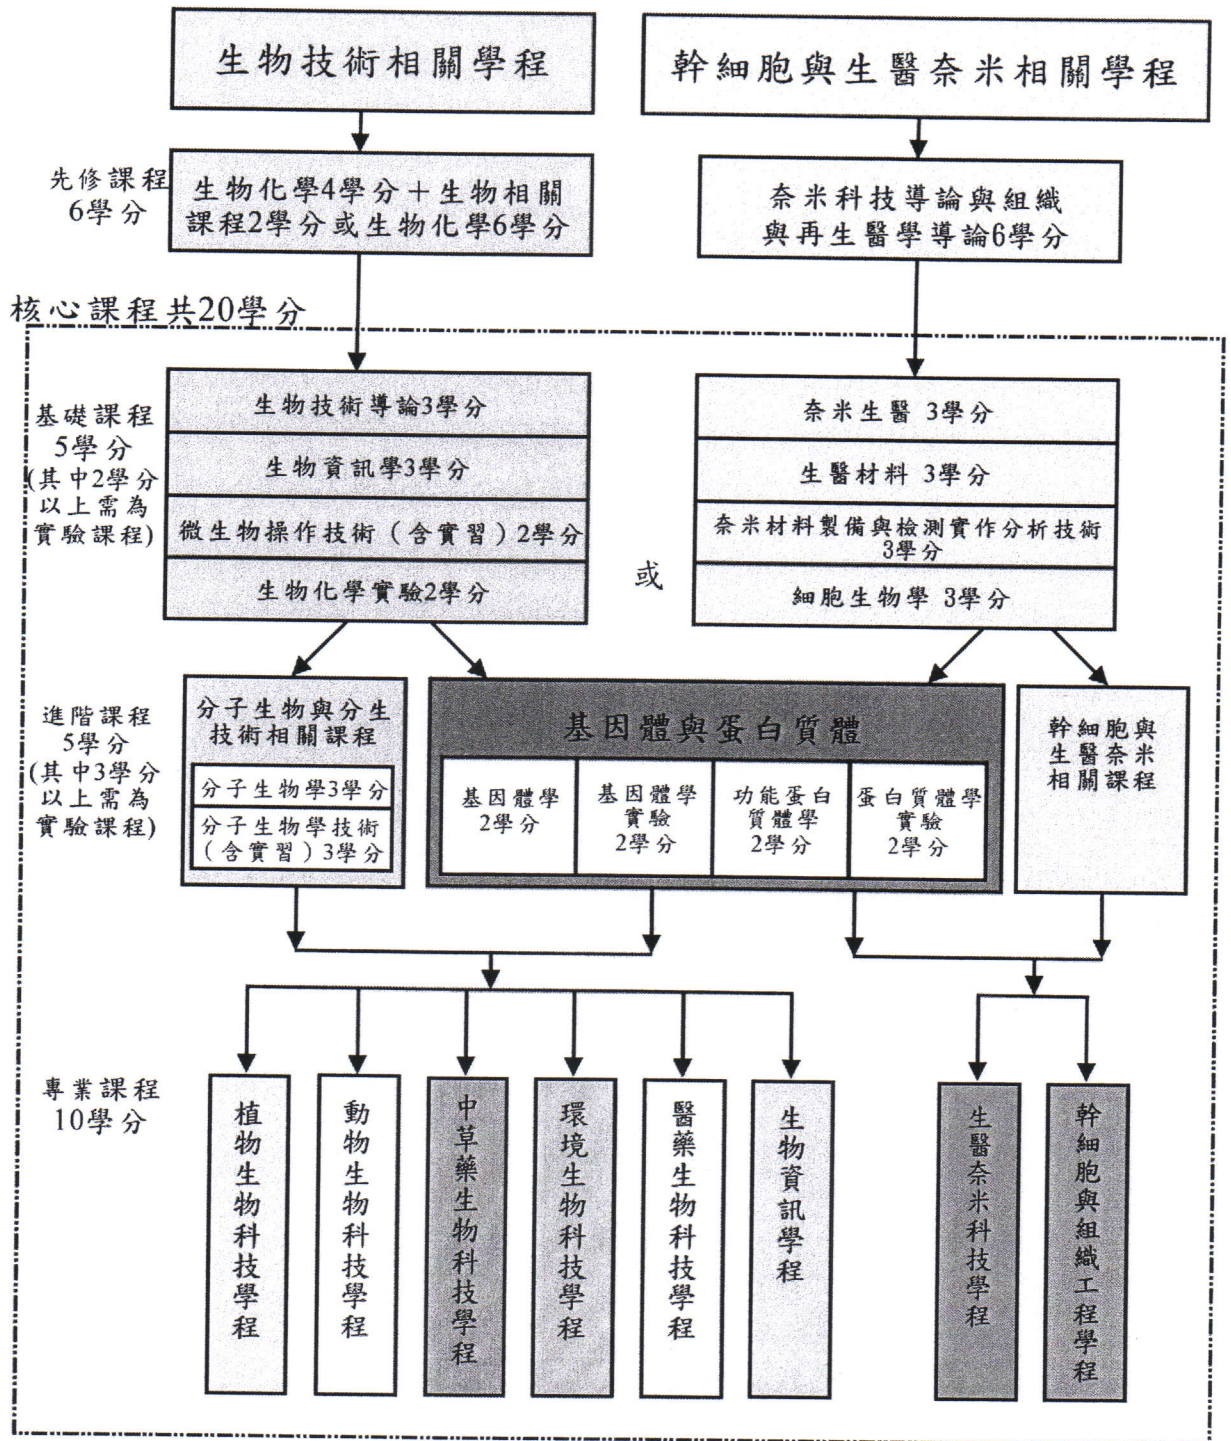 生物技術相關學程
幹細胞與生醫奈米相關學程
先修課程
6學分
生物化學4學分＋生物相關
課程2學分或生物化學6學分
奈米科技導論與組織
與再生醫學導論6學分
核心課程共20學分
基礎課程
5學分
(其中2學分
以上需為
實驗課程)
生物技術導論3學分
生物資訊學3學分
微生物操作技術（含實習）2學分
生物化學實驗2學分
或
奈米生醫 3學分
生醫材料 3學分
奈米材料製備與檢測實作分析技術
3學分
細胞生物學 3學分
進階課程
5學分
(其中3學分
以上需為
實驗課程)
分子生物與分生
技術相關課程
分子生物學3學分
分子生物學技術
（含實習）3學分
基因體與蛋白質體
基因體學
2學分
基因體學
實驗
2學分
功能蛋白
質體學
2學分
蛋白質體學
實驗
2學分
幹細胞與
生醫奈米
相關課程
專業課程
10學分
植物生物科技學程
動物生物科技學程
中草藥生物科技學程
環境生物科技學程
醫藥生物科技學程
生物資訊學程
生醫奈米科技學程
幹細胞與組織工程學程